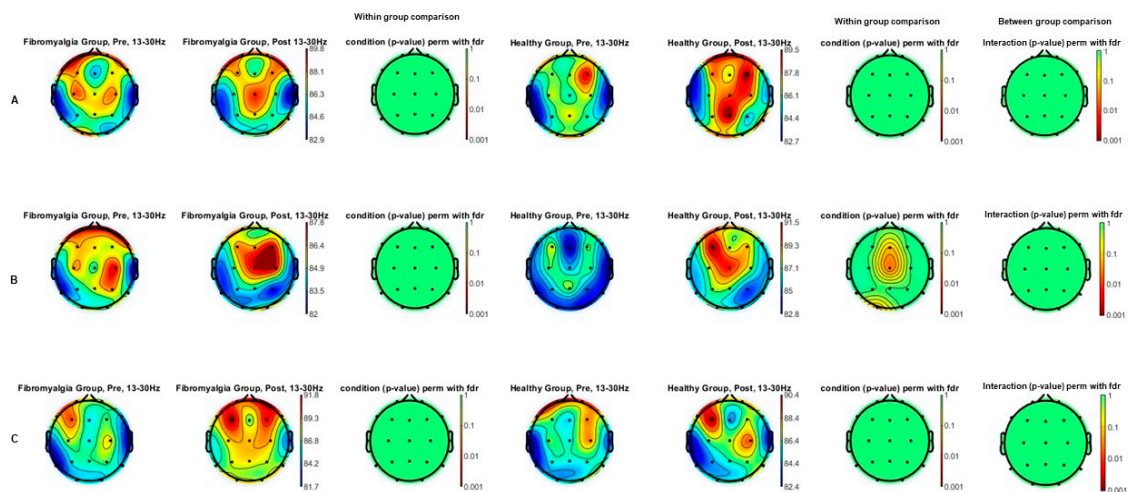 Within group comparison
Within group comparison
Between group comparison
Fibromyalgia Group, Pre, 13-30Hz
Fibromyalgia Group, Post 13-30Hz
condition (p-value) perm with fdr
Healthy Group, Pre, 13-30Hz
Healthy Group, Post, 13-30Hz
condition (p-value) perm with fdr
Interaction (p-value) perm with fdr
A
89.8
88.1
86.3
84.6
82.9
1
0.1
0.01
0.001
89.5
87.8
86.1
84.4
82.7
1
0.1
0.01
0.001
1
0.1
0.01
0.001
Fibromyalgia Group, Pre, 13-30Hz
Fibromyalgia Group, Post, 13-30Hz
condition (p-value) perm with fdr
Healthy Group, Pre, 13-30Hz
Healthy Group, Post, 13-30Hz
condition (p-value) perm with fdr
Interaction (p-value) perm with fdr
B
87.8
86.4
84.9
83.5
82
1
0.1
0.01
0.001
91.5
89.3
87.1
85
82.8
1
0.1
0.01
0.001
1
0.1
0.01
0.001
Fibromyalgia Group, Pre, 13-30Hz
Fibromyalgia Group, Post, 13-30Hz
condition (p-value) perm with fdr
Healthy Group, Pre, 13-30Hz
Healthy Group, Post, 13-30Hz
condition (p-value) perm with fdr
Interaction (p-value) perm with fdr
C
91.8
89.3
86.8
84.2
81.7
1
0.1
0.01
0.001
90.4
88.4
86.4
84.4
82.4
1
0.1
0.01
0.001
1
0.1
0.01
0.001